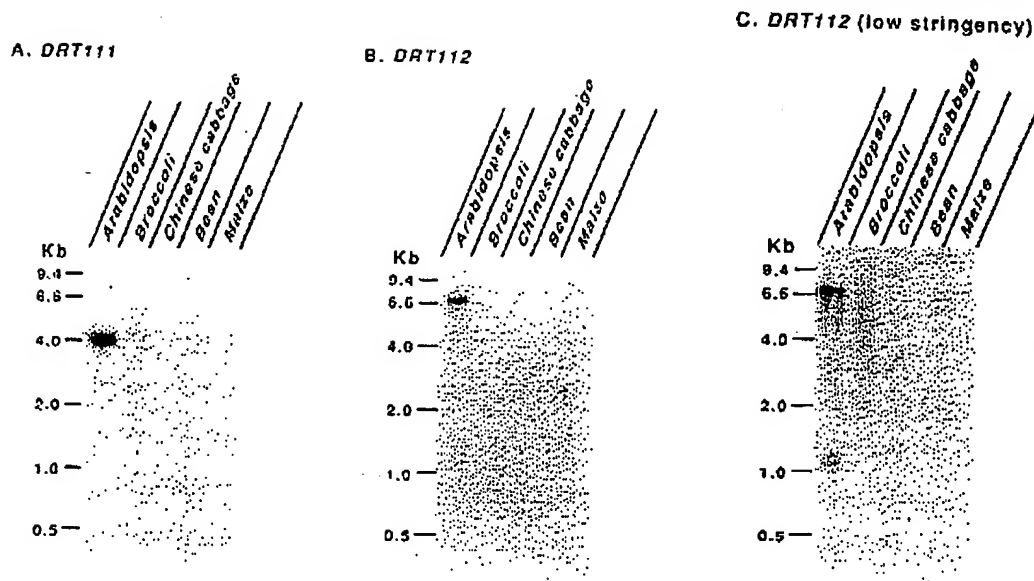 A. DRT111
Arabidopsis
Broccoli
Chinese cabbage
Bean
Maize
Kb
9.4
6.6
4.0
2.0
1.0
0.5
B. DRT112
Arabidopsis
Broccoli
Chinese cabbage
Bean
Maize
Kb
9.4
6.6
4.0
2.0
1.0
0.5
C. DRT112 (low stringency)
Arabidopsis
Broccoli
Chinese cabbage
Bean
Maize
Kb
9.4
6.6
4.0
2.0
1.0
0.5